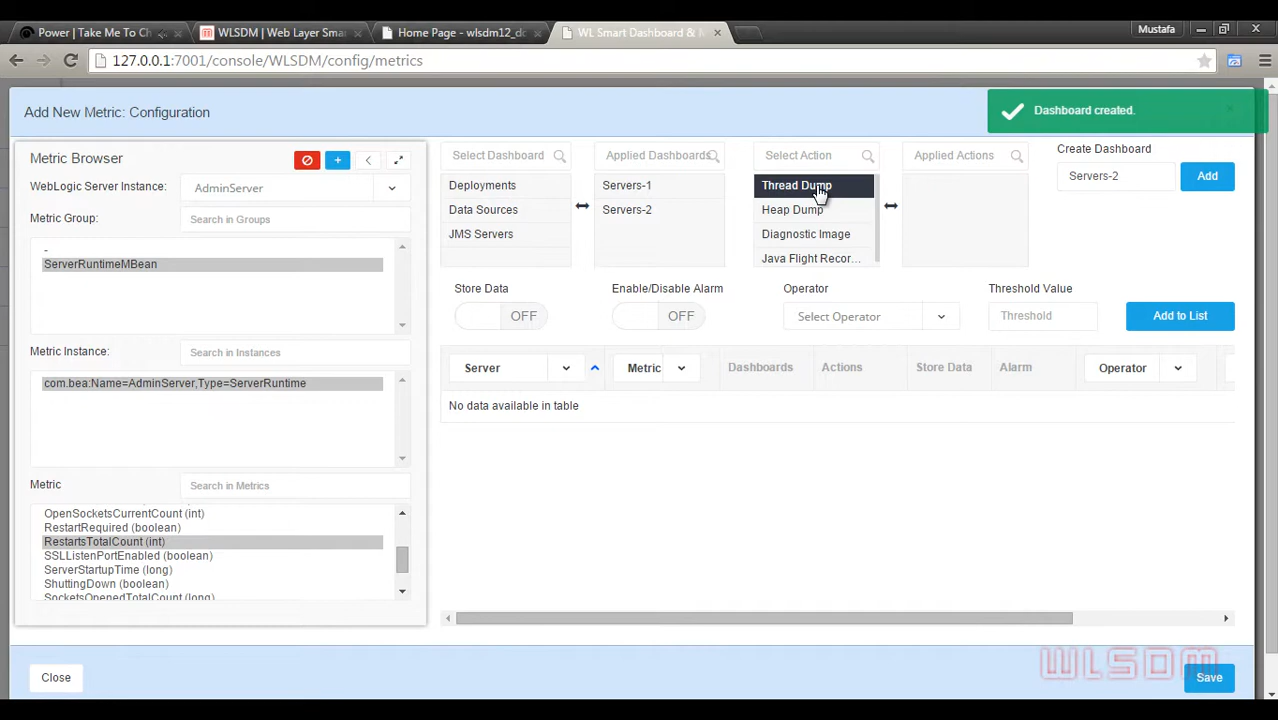 Power | Take Me To Ch
WLSDM | Web Layer Smar
Home Page - wlsdm12_do
WL Smart Dashboard & M
Mustafa
127.0.0.1:7001/console/WLSDM/config/metrics
Add New Metric: Configuration
Dashboard created.
Metric Browser
WebLogic Server Instance:
AdminServer
Metric Group:
Search in Groups
-
ServerRuntimeMBean
Metric Instance:
Search in Instances
com.bea:Name=AdminServer,Type=ServerRuntime
Metric
Search in Metrics
OpenSocketsCurrentCount (int)
RestartRequired (boolean)
RestartsTotalCount (int)
SSLListenPortEnabled (boolean)
ServerStartupTime (long)
ShuttingDown (boolean)
SocketsOpenedTotalCount (long)
Select Dashboard
Applied Dashboards
Select Action
Applied Actions
Create Dashboard
Deployments
Data Sources
JMS Servers
Servers-1
Servers-2
Thread Dump
Heap Dump
Diagnostic Image
Java Flight Recor...
Servers-2
Add
Store Data
OFF
Enable/Disable Alarm
OFF
Operator
Select Operator
Threshold Value
Threshold
Add to List
Server
Metric
Dashboards
Actions
Store Data
Alarm
Operator
No data available in table
WLSDM
Close
Save